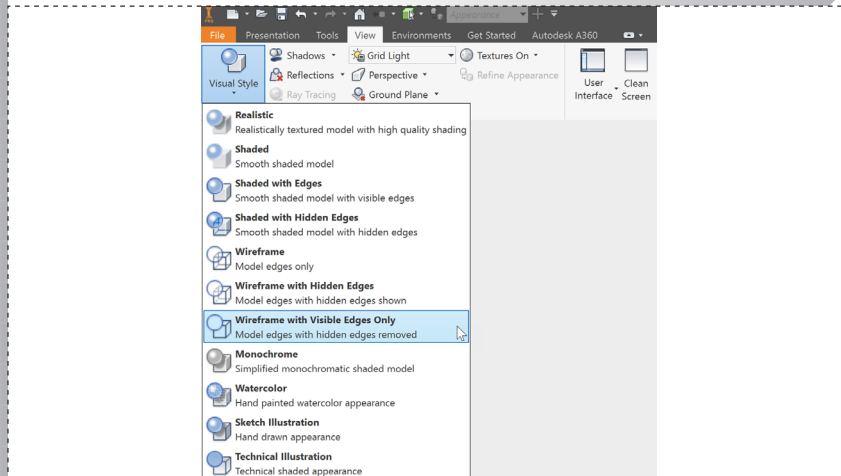 PRO
Appearance
File Presentation Tools View Environments Get Started Autodesk A360
Visual Style
Shadows
Reflections
Ray Tracing
Grid Light
Perspective
Ground Plane
Textures On
Refine Appearance
User
Interface
Clean
Screen
Realistic
Realistically textured model with high quality shading
Shaded
Smooth shaded model
Shaded with Edges
Smooth shaded model with visible edges
Shaded with Hidden Edges
Smooth shaded model with hidden edges
Wireframe
Model edges only
Wireframe with Hidden Edges
Model edges with hidden edges shown
Wireframe with Visible Edges Only
Model edges with hidden edges removed
Monochrome
Simplified monochromatic shaded model
Watercolor
Hand painted watercolor appearance
Sketch Illustration
Hand drawn appearance
Technical Illustration
Technical shaded appearance